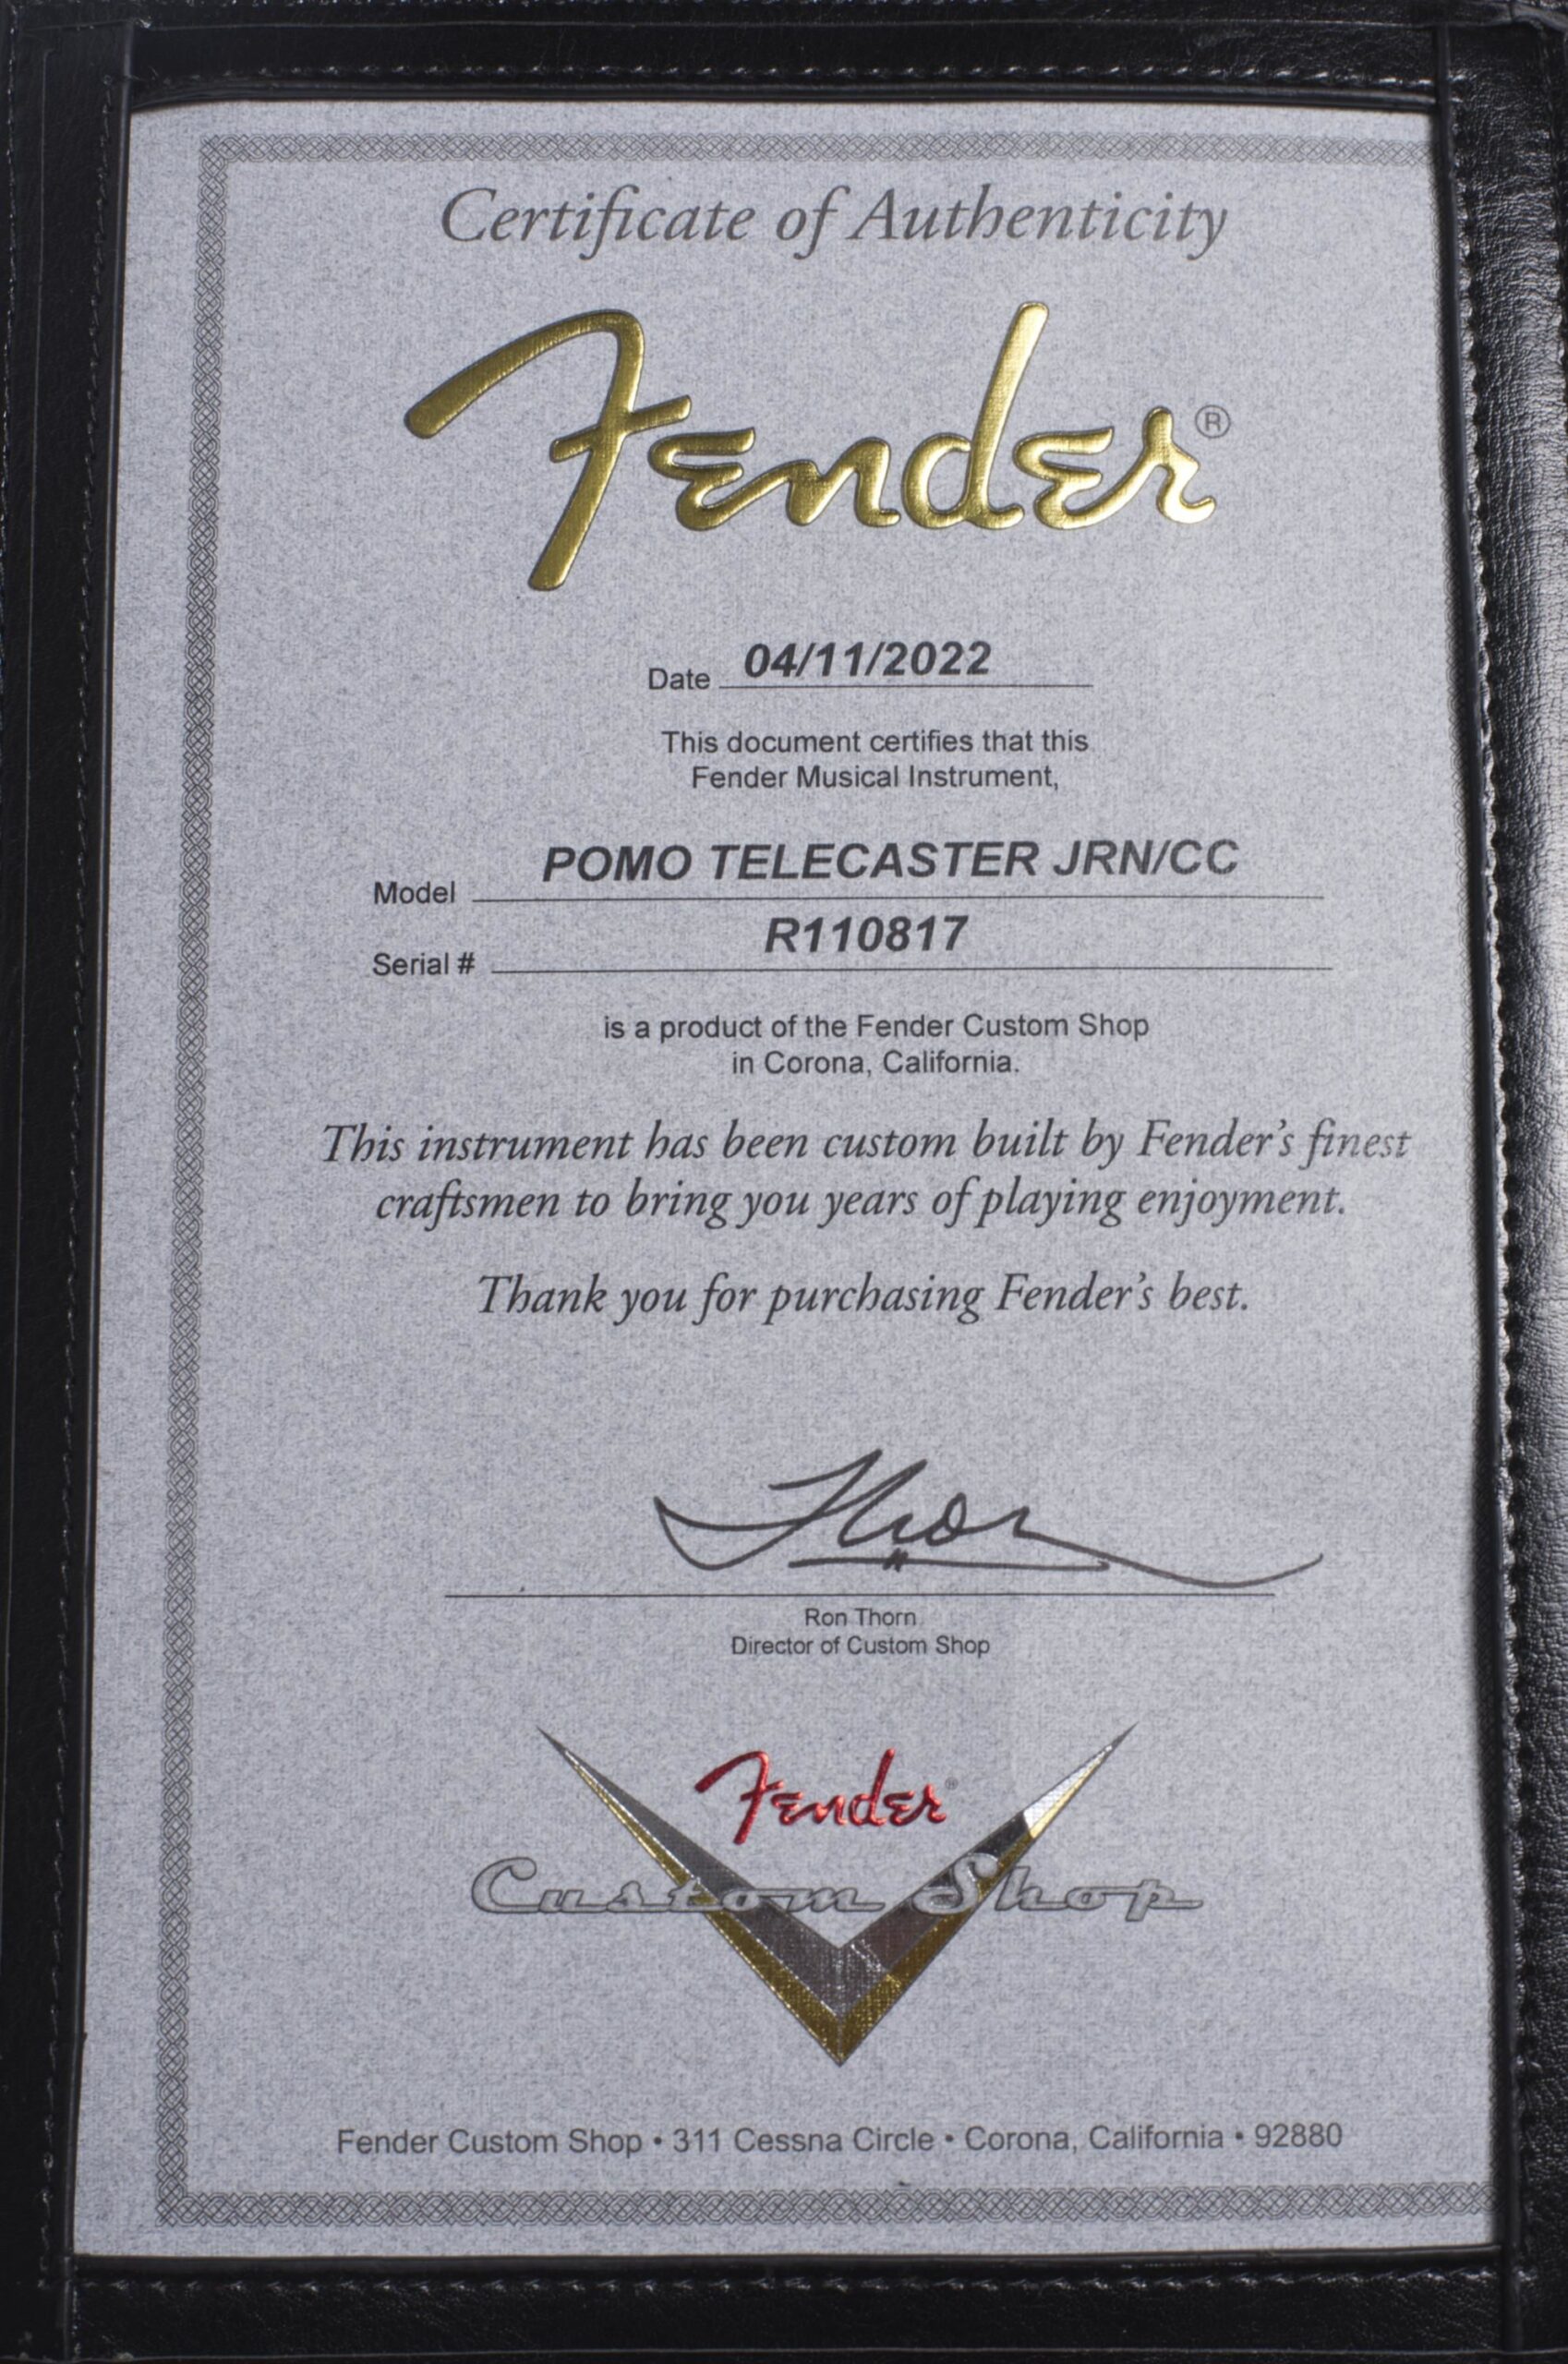 Certificate of Authenticity
Fender®
Date 04/11/2022
This document certifies that this
Fender Musical Instrument,
Model POMO TELECASTER JRN/CC
Serial # R110817
is a product of the Fender Custom Shop
in Corona, California.
This instrument has been custom built by Fender's finest
craftsmen to bring you years of playing enjoyment.
Thank you for purchasing Fender's best.
Thorn
Ron Thorn
Director of Custom Shop
Fender®
Custom Shop
Fender Custom Shop • 311 Cessna Circle • Corona, California • 92880